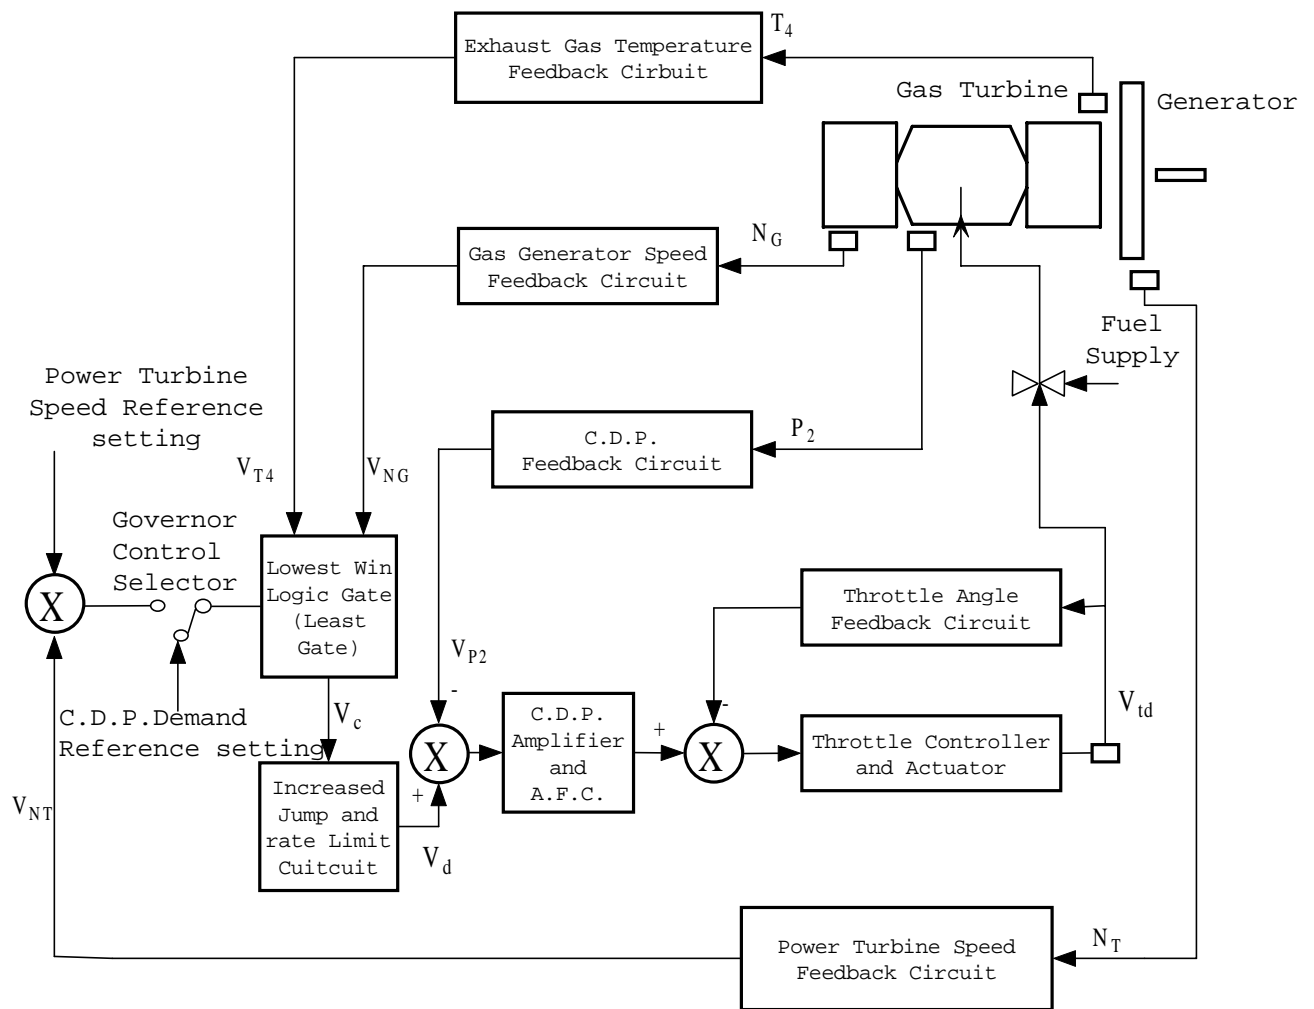 T4
Exhaust Gas Temperature
Feedback Cirbuit
Gas Turbine
Generator
NG
Gas Generator Speed
Feedback Circuit
Fuel
Supply
Power Turbine
Speed Reference
setting
C.D.P.
Feedback Circuit
P2
VT4
VNG
Governor
Control
Selector
X
Lowest Win
Logic Gate
(Least
Gate)
Throttle Angle
Feedback Circuit
VP2
-
-
C.D.P.Demand
Reference setting
Vc
X
C.D.P.
Amplifier
and
A.F.C.
+
X
Throttle Controller
and Actuator
Vtd
VNT
Increased
Jump and
rate Limit
Cuitcuit
+
Vd
Power Turbine Speed
Feedback Circuit
NT